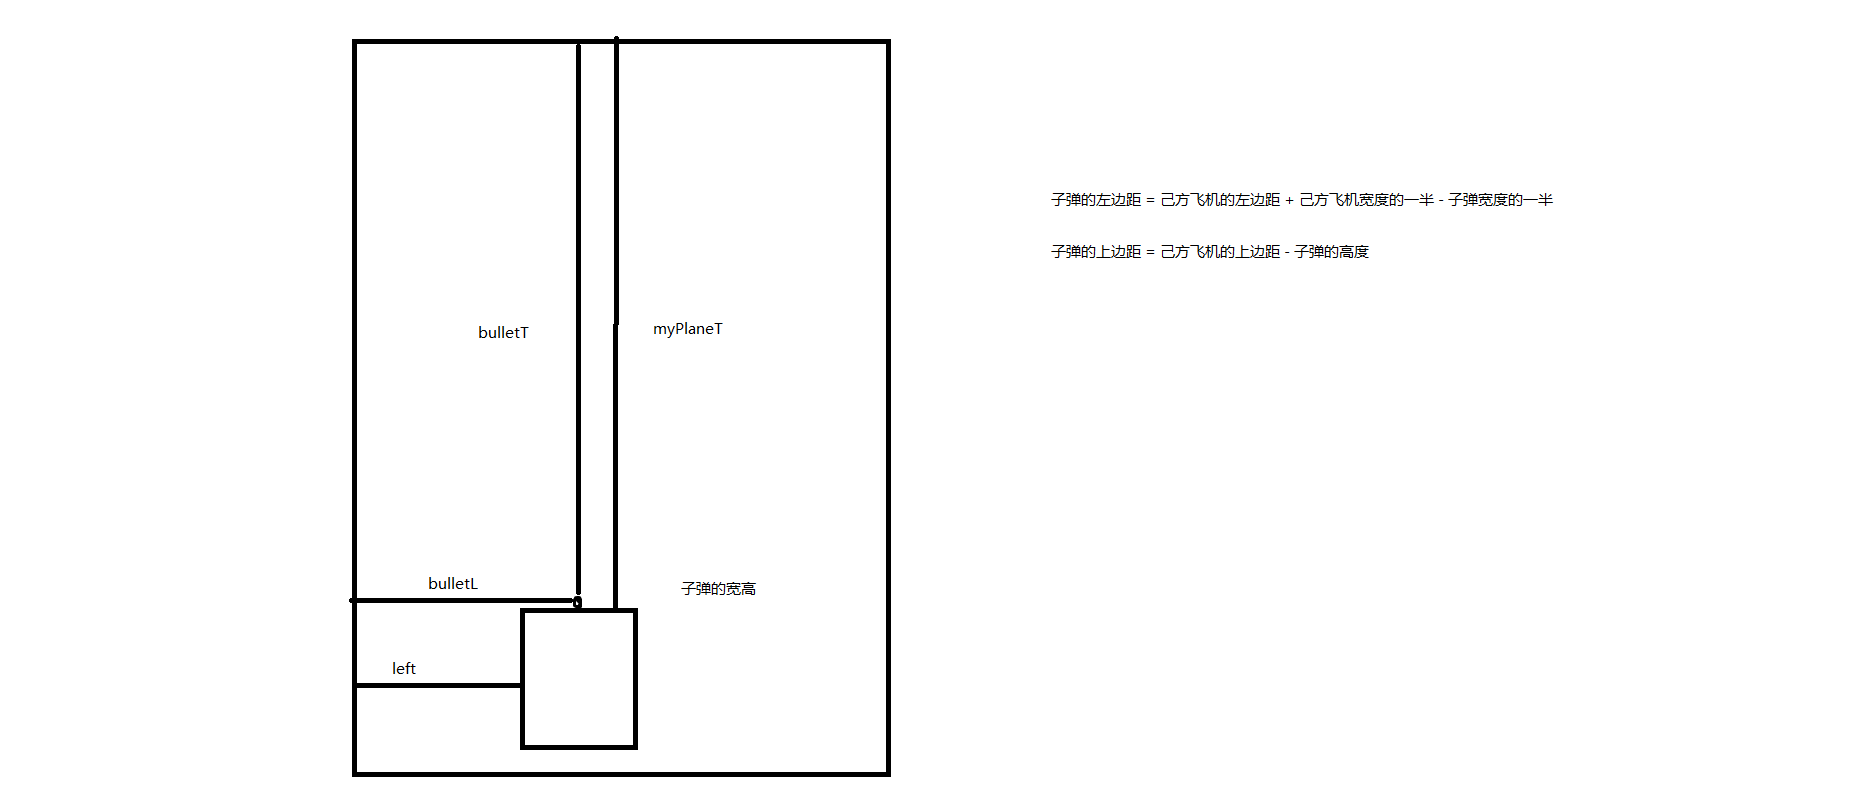 子弹的左边距 = 己方飞机的左边距 + 己方飞机宽度的一半 - 子弹宽度的一半
子弹的上边距 = 己方飞机的上边距 - 子弹的高度
bulletT
myPlaneT
bulletL
子弹的宽高
left